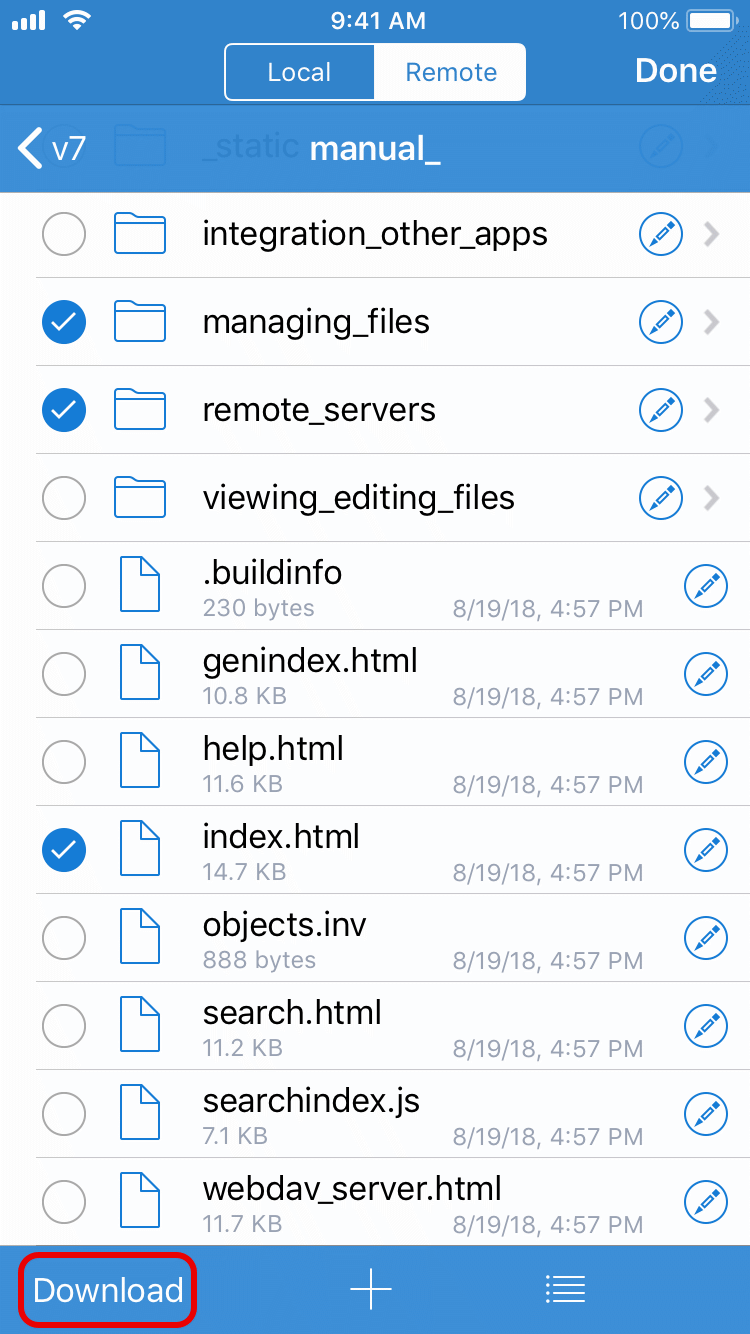 9:41 AM 100%
Local Remote Done
v7 _static manual_
integration_other_apps
managing_files
remote_servers
viewing_editing_files
.buildinfo
230 bytes 8/19/18, 4:57 PM
genindex.html
10.8 KB 8/19/18, 4:57 PM
help.html
11.6 KB 8/19/18, 4:57 PM
index.html
14.7 KB 8/19/18, 4:57 PM
objects.inv
888 bytes 8/19/18, 4:57 PM
search.html
11.2 KB 8/19/18, 4:57 PM
searchindex.js
7.1 KB 8/19/18, 4:57 PM
webdav_server.html
11.7 KB 8/19/18, 4:57 PM
Download